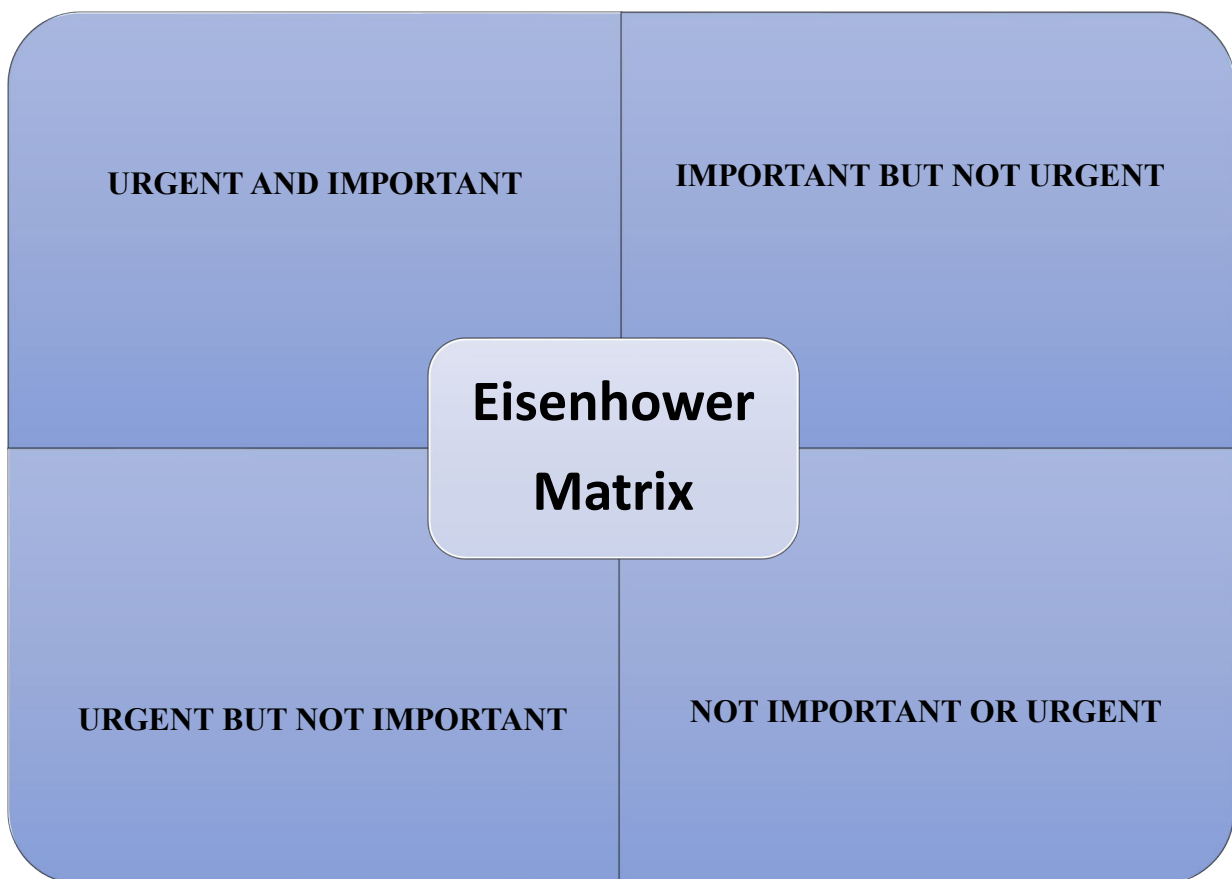 URGENT AND IMPORTANT
IMPORTANT BUT NOT URGENT
Eisenhower
Matrix
URGENT BUT NOT IMPORTANT
NOT IMPORTANT OR URGENT